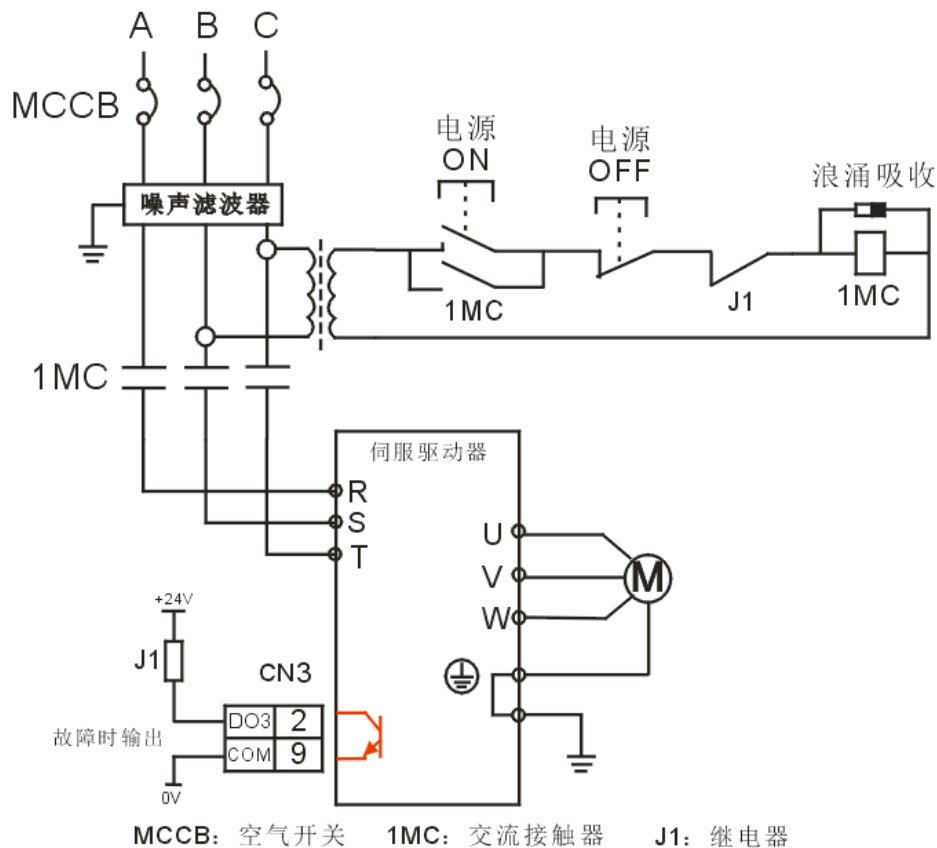 A B C
MCCB
电源
ON
电源
OFF
浪涌吸收
噪声滤波器
1MC
J1
1MC
1MC
伺服驱动器
R
S
T
U
V
W
M
+24V
J1
CN3
DO3 2
COM 9
故障时输出
0V
MCCB：空气开关 1MC：交流接触器 J1：继电器